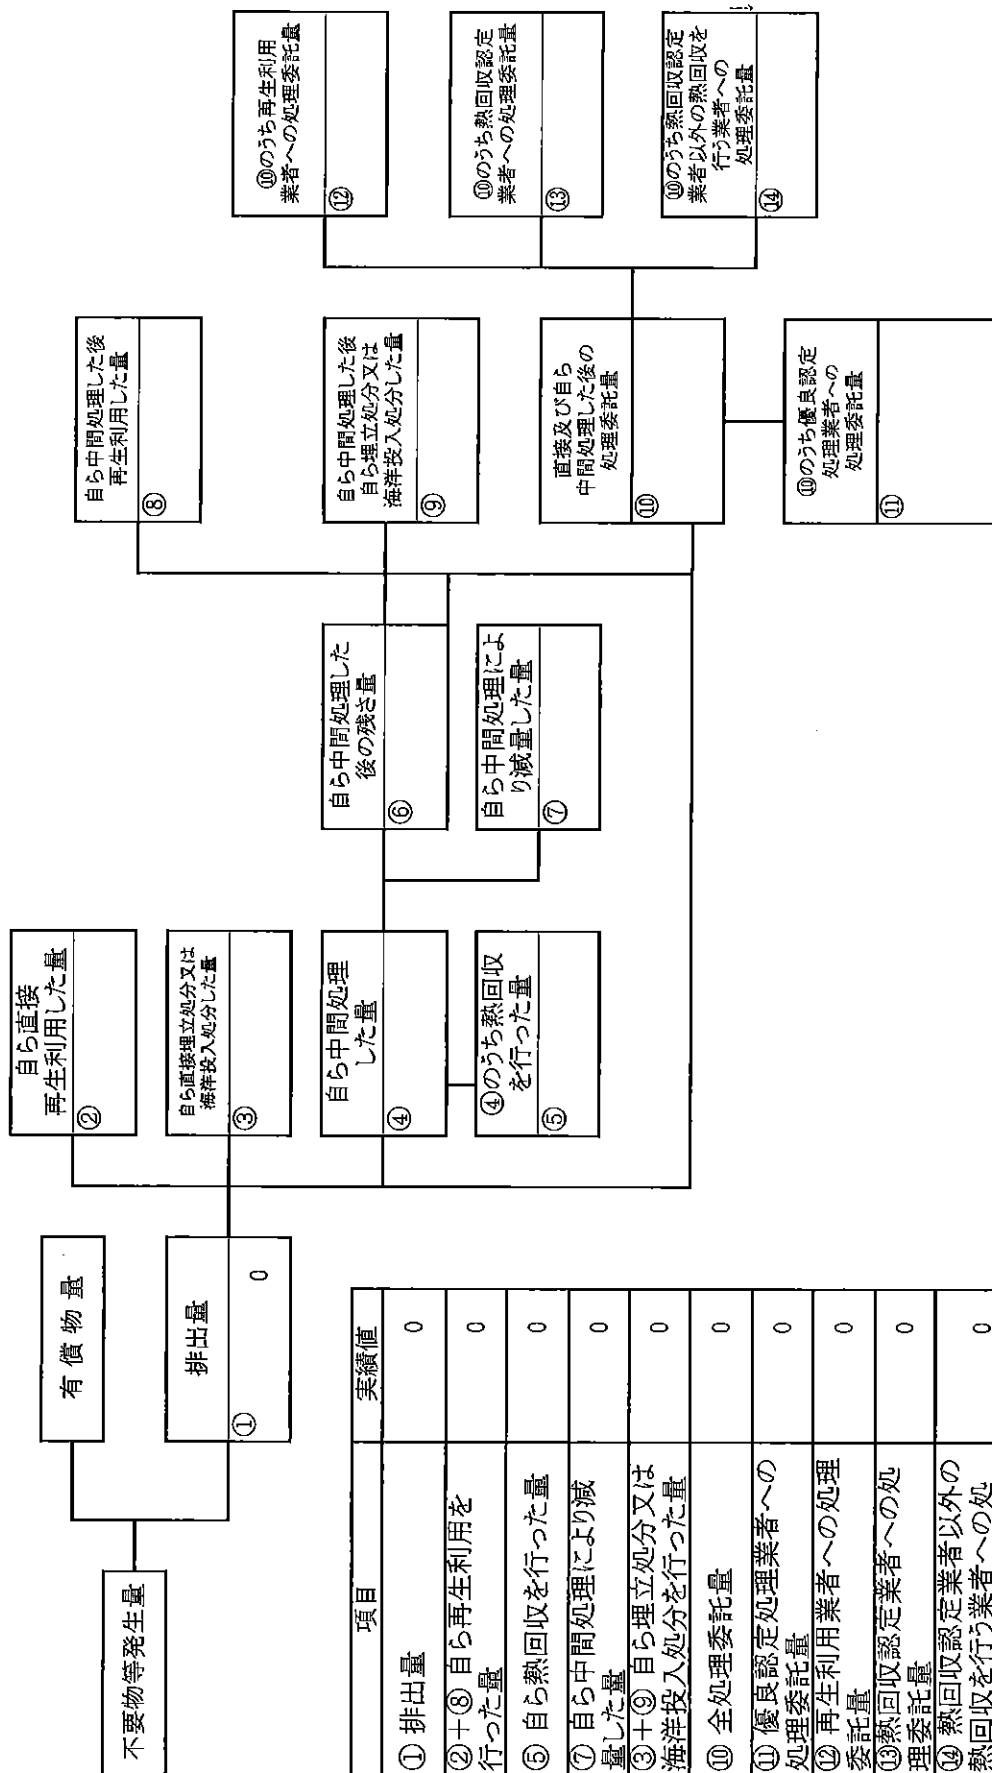 不要物等発生量
有償物量
排出量
①
0
自ら直接
再生利用した量
②
自ら直接埋立処分又は
海洋投入処分した量
③
自ら中間処理
した量
④
④のうち熱回収
を行った量
⑤
自ら中間処理した
後の残さ量
⑥
自ら中間処理によ
り減量した量
⑦
自ら中間処理した後
再生利用した量
⑧
自ら中間処理した後
自ら埋立処分又は
海洋投入処分した量
⑨
直接及び自ら
中間処理した後の
処理委託量
⑩
⑩のうち優良認定
処理業者への
処理委託量
⑪
⑩のうち再生利用
業者への処理委託量
⑫
⑩のうち熱回収認定
業者への処理委託量
⑬
⑩のうち熱回収認定
業者以外の熱回収を
行う業者への
処理委託量
⑭
項目 実績値
①排出量 0
②＋⑧ 自ら再生利用を
行った量 0
⑤ 自ら熱回収を行った量 0
⑦ 自ら中間処理により減
量した量 0
③＋⑨ 自ら埋立処分又は
海洋投入処分を行った量 0
⑩ 全処理委託量 0
⑪ 優良認定処理業者への
処理委託量 0
⑫ 再生利用業者への処理
委託量 0
⑬熱回収認定業者への処
理委託量 0
⑭ 熱回収認定業者以外の
熱回収を行う業者への処 0